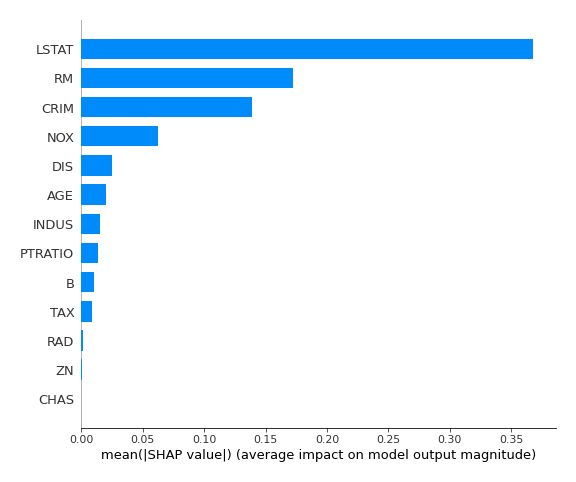 LSTAT
RM
CRIM
NOX
DIS
AGE
INDUS
PTRATIO
B
TAX
RAD
ZN
CHAS
0.00 0.05 0.10 0.15 0.20 0.25 0.30 0.35
mean(|SHAP value|) (average impact on model output magnitude)